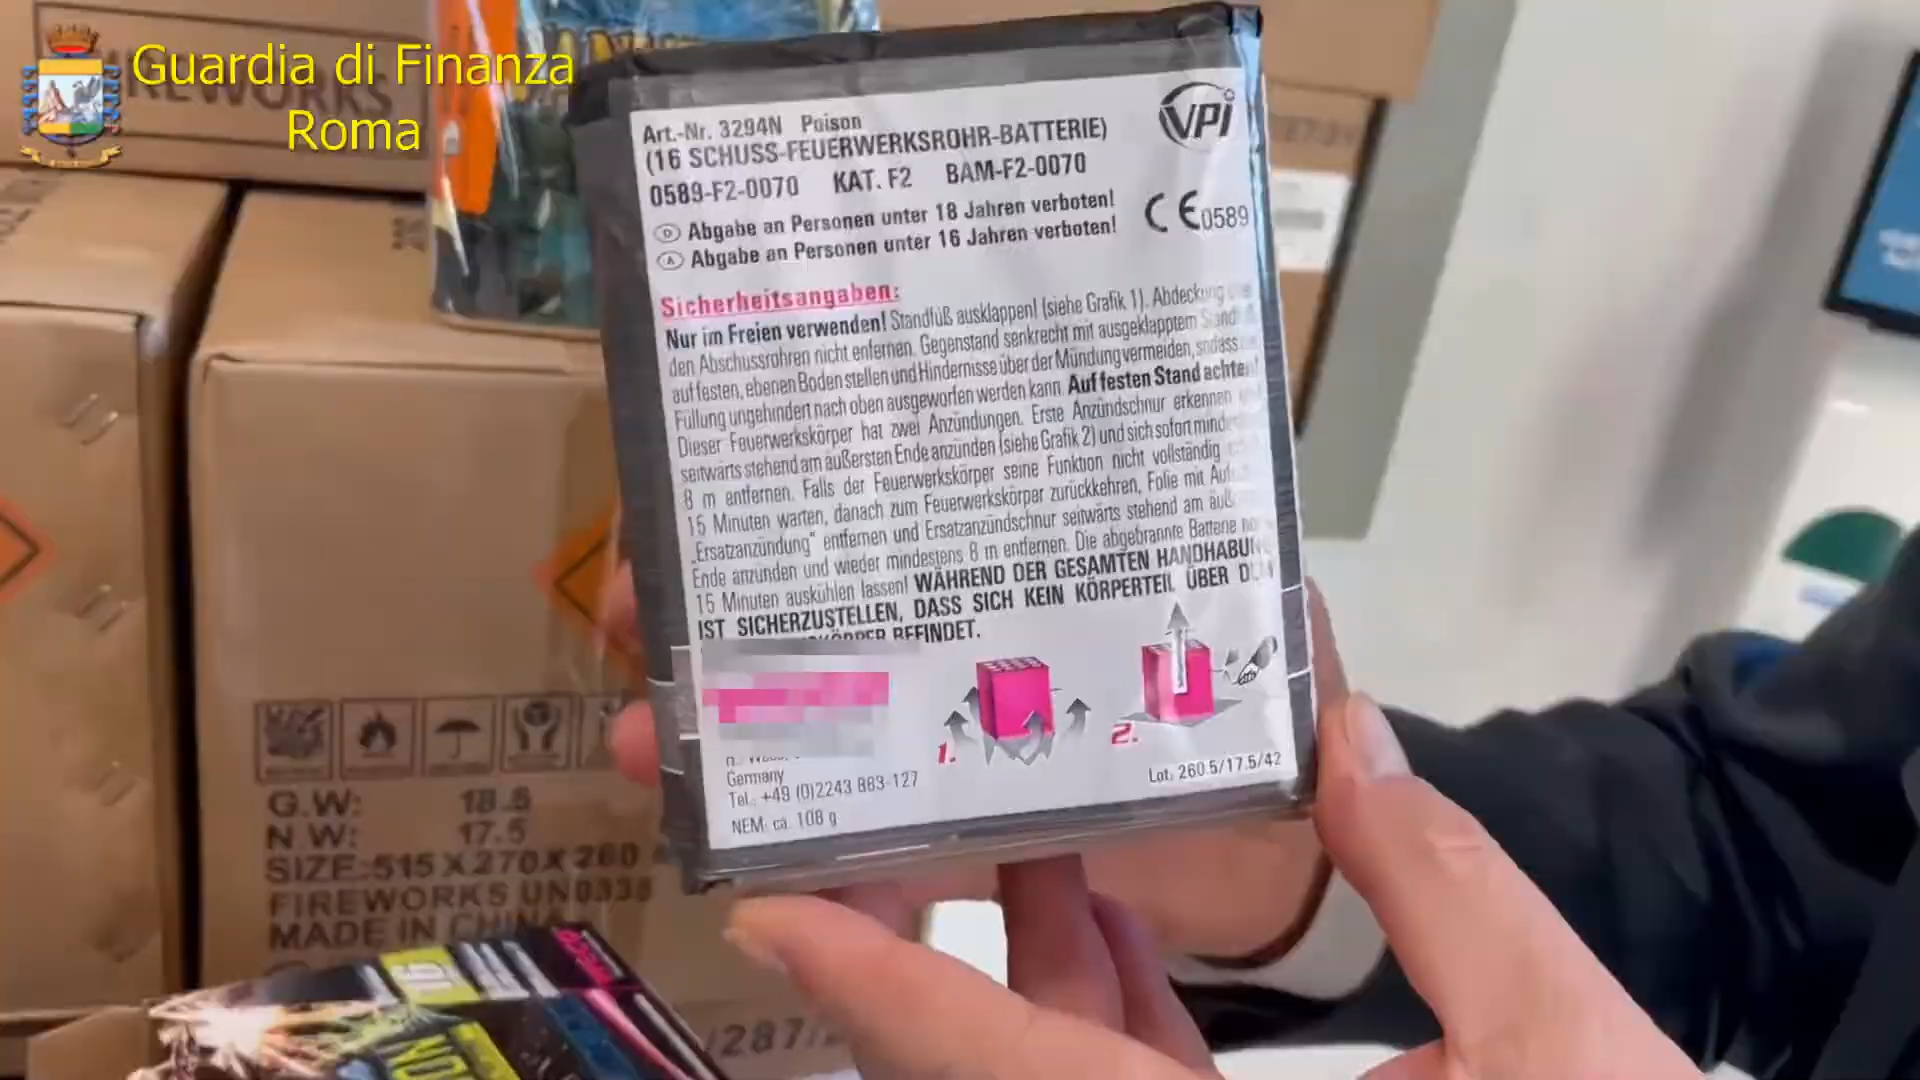 Guardia di Finanza
Roma
Art.-Nr. 3294N Poison
(16 SCHUSS-FEUERWERKSROHR-BATTERIE)
0589-F2-0070 KAT. F2 BAM-F2-0070
VPi
D Abgabe an Personen unter 18 Jahren verboten!
A Abgabe an Personen unter 16 Jahren verboten!
CE0589
Sicherheitsangaben:
Nur im Freien verwenden! Standfuß ausklappen! (siehe Grafik 1). Abdeckung
den Abschussrohren nicht enfernen. Gegenstand senkrecht mit ausgeklapptem
auf festen, ebenen Boden stellen und Hindernisse über der Mündung vermeiden, sodass
Füllung ungehindert nach oben ausgeworfen werden kann. Auf festen Stand
Dieser Feuerwerkskörper hat zwei Anzündungen. Erste Anzündschnur erkennen
seitwärts stehend am äußersten Ende anzünden (siehe Grafik 2) und sich sofort
8 m entfernen. Falls der Feuerwerkskörper seine Funktion nicht vollständig
15 Minuten warten, danach zum Feuerwerkskörper zurückkehren, Folie mit
„Ersatzanzündung" entfernen und Ersatzanzündschnur seitwärts stehend am
Ende anzünden und wieder mindestens 8 m entfernen. Die abgebrannte Batterie
15 Minuten auskühlen lassen! WÄHREND DER GESAMTEN
IST SICHERZUSTELLEN, DASS SICH KEIN KÖRPERTEIL ÜBER
BEFINDET.
1.
2.
Germany
Tel.: +49 (0)2243 883-127
NEM: ca. 108 g
Lot. 260.5/17.5/42
G.W: 18.5
N.W: 17.5
SIZE:515X270X260
FIREWORKS UN0336
MADE IN CHINA
16